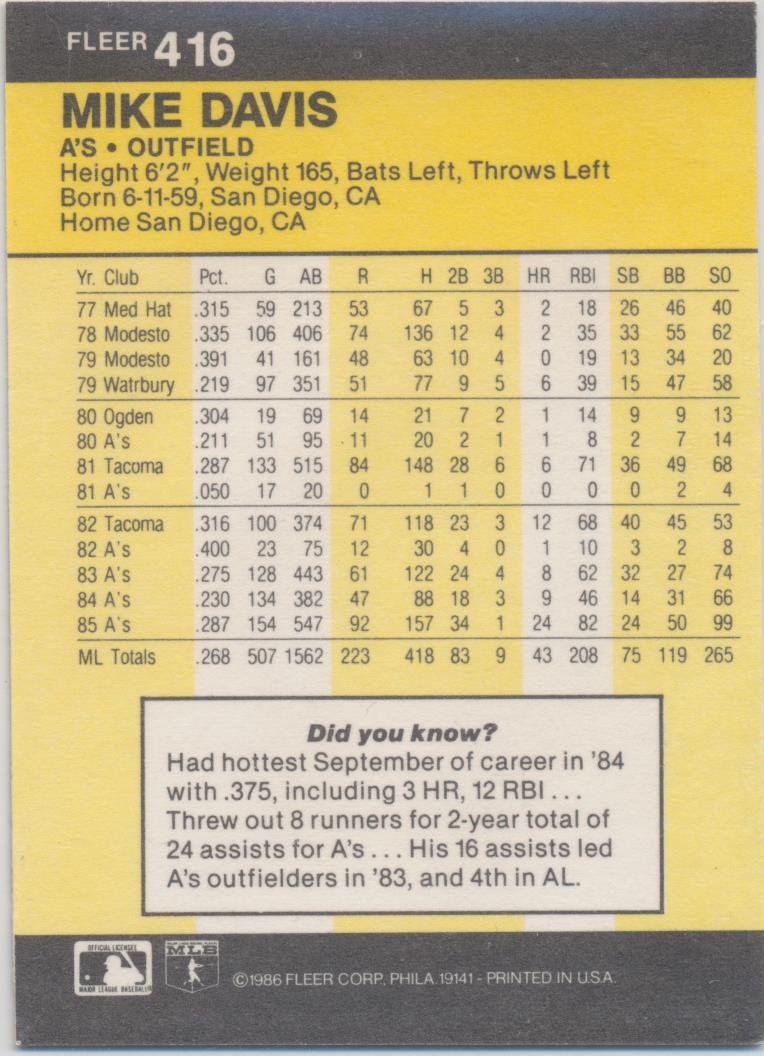 FLEER 416
MIKE DAVIS
A'S • OUTFIELD
Height 6'2", Weight 165, Bats Left, Throws Left
Born 6-11-59, San Diego, CA
Home San Diego, CA
Yr. Club Pct. G AB R H 2B 3B HR RBI SB BB SO
77 Med Hat .315 59 213 53 67 5 3 2 18 26 46 40
78 Modesto .335 106 406 74 136 12 4 2 35 33 55 62
79 Modesto .391 41 161 48 63 10 4 0 19 13 34 20
79 Watrbury .219 97 351 51 77 9 5 6 39 15 47 58
80 Ogden .304 19 69 14 21 7 2 1 14 9 9 13
80 A's .211 51 95 11 20 2 1 1 8 2 7 14
81 Tacoma .287 133 515 84 148 28 6 6 71 36 49 68
81 A's .050 17 20 0 1 1 0 0 0 0 2 4
82 Tacoma .316 100 374 71 118 23 3 12 68 40 45 53
82 A's .400 23 75 12 30 4 0 1 10 3 2 8
83 A's .275 128 443 61 122 24 4 8 62 32 27 74
84 A's .230 134 382 47 88 18 3 9 46 14 31 66
85 A's .287 154 547 92 157 34 1 24 82 24 50 99
ML Totals .268 507 1562 223 418 83 9 43 208 75 119 265
Did you know?
Had hottest September of career in '84
with .375, including 3 HR, 12 RBI ...
Threw out 8 runners for 2-year total of
24 assists for A's ... His 16 assists led
A's outfielders in '83, and 4th in AL.
OFFICIAL LICENSEE
MAJOR LEAGUE BASEBALL
MLB
©1986 FLEER CORP, PHILA. 19141 - PRINTED IN U.S.A.